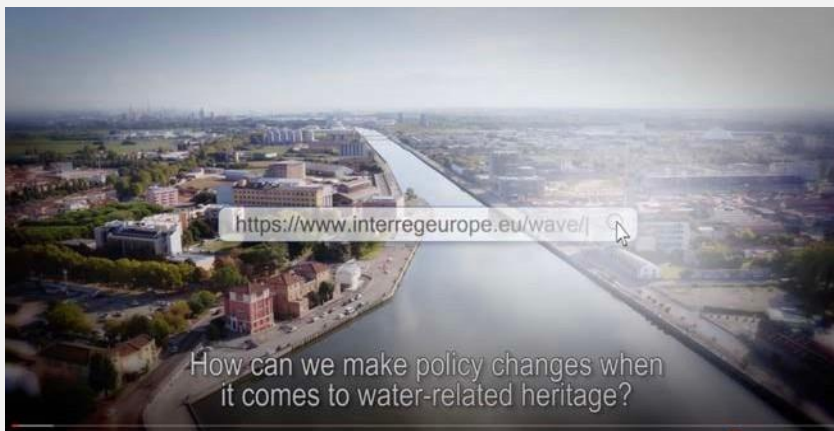 https://www.interregeurope.eu/wave/
How can we make policy changes when
it comes to water-related heritage?